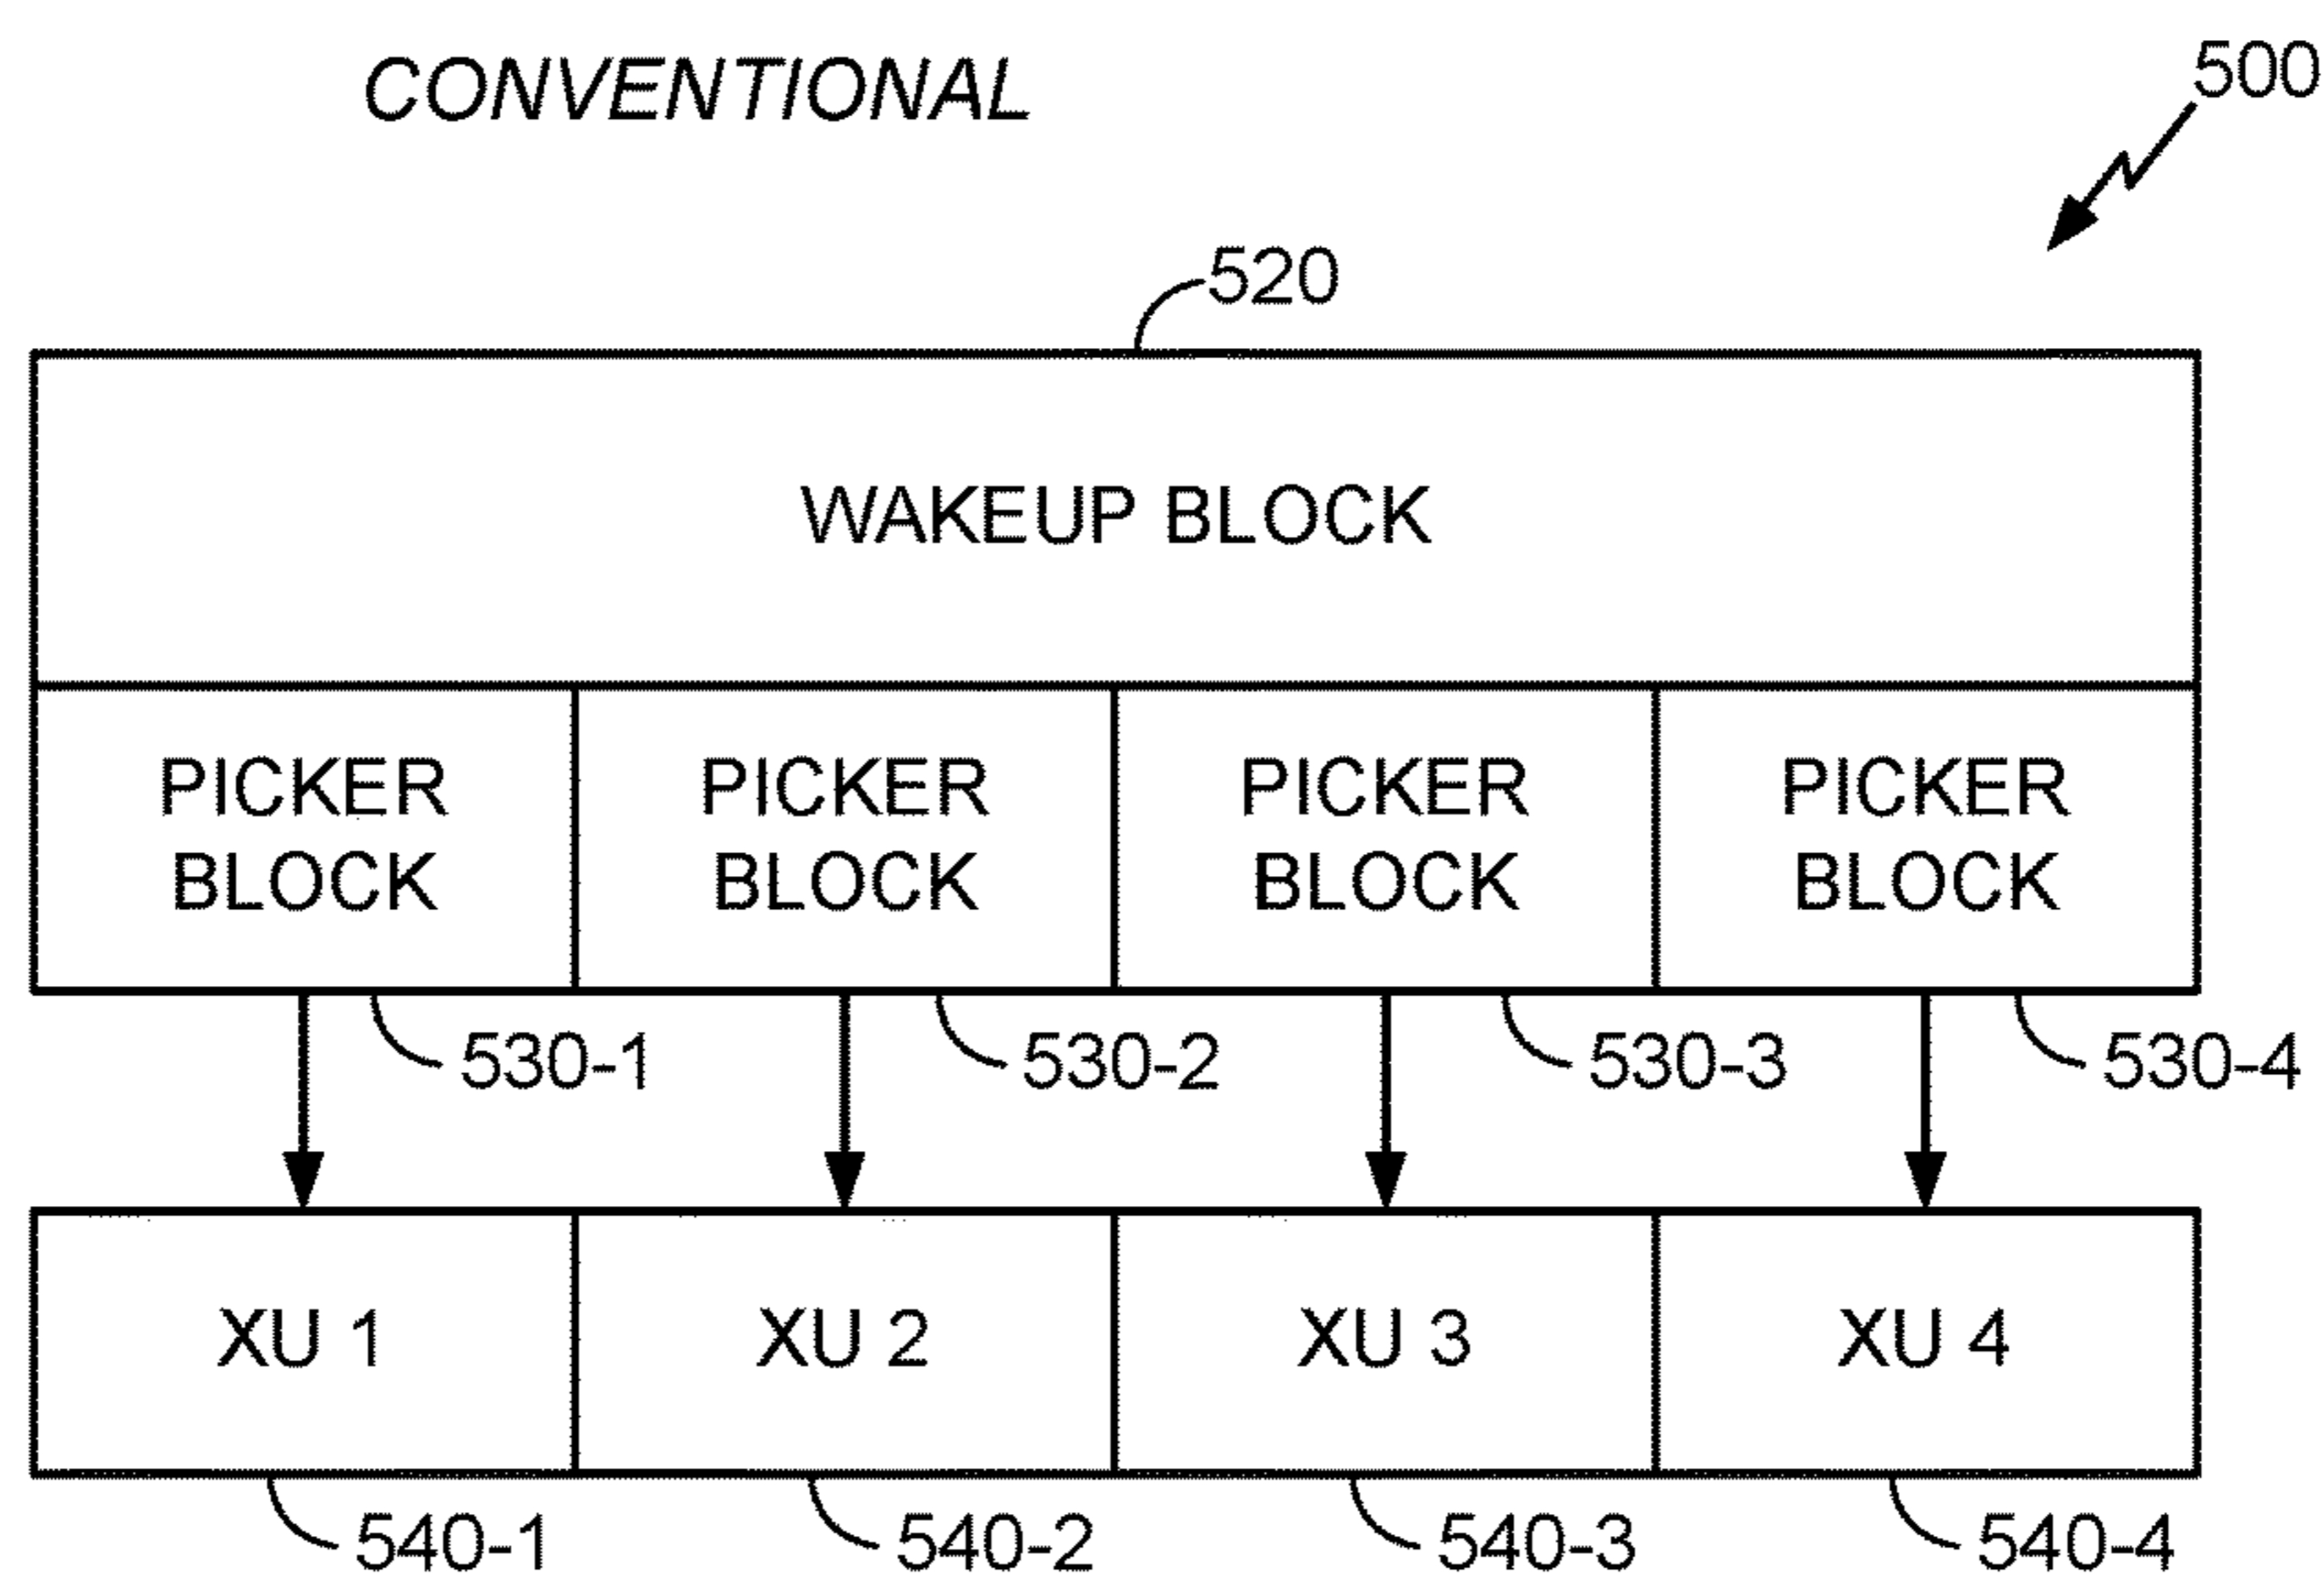 CONVENTIONAL
500
520
WAKEUP BLOCK
PICKER BLOCK
PICKER BLOCK
PICKER BLOCK
PICKER BLOCK
530-1
530-2
530-3
530-4
XU 1
XU 2
XU 3
XU 4
540-1
540-2
540-3
540-4